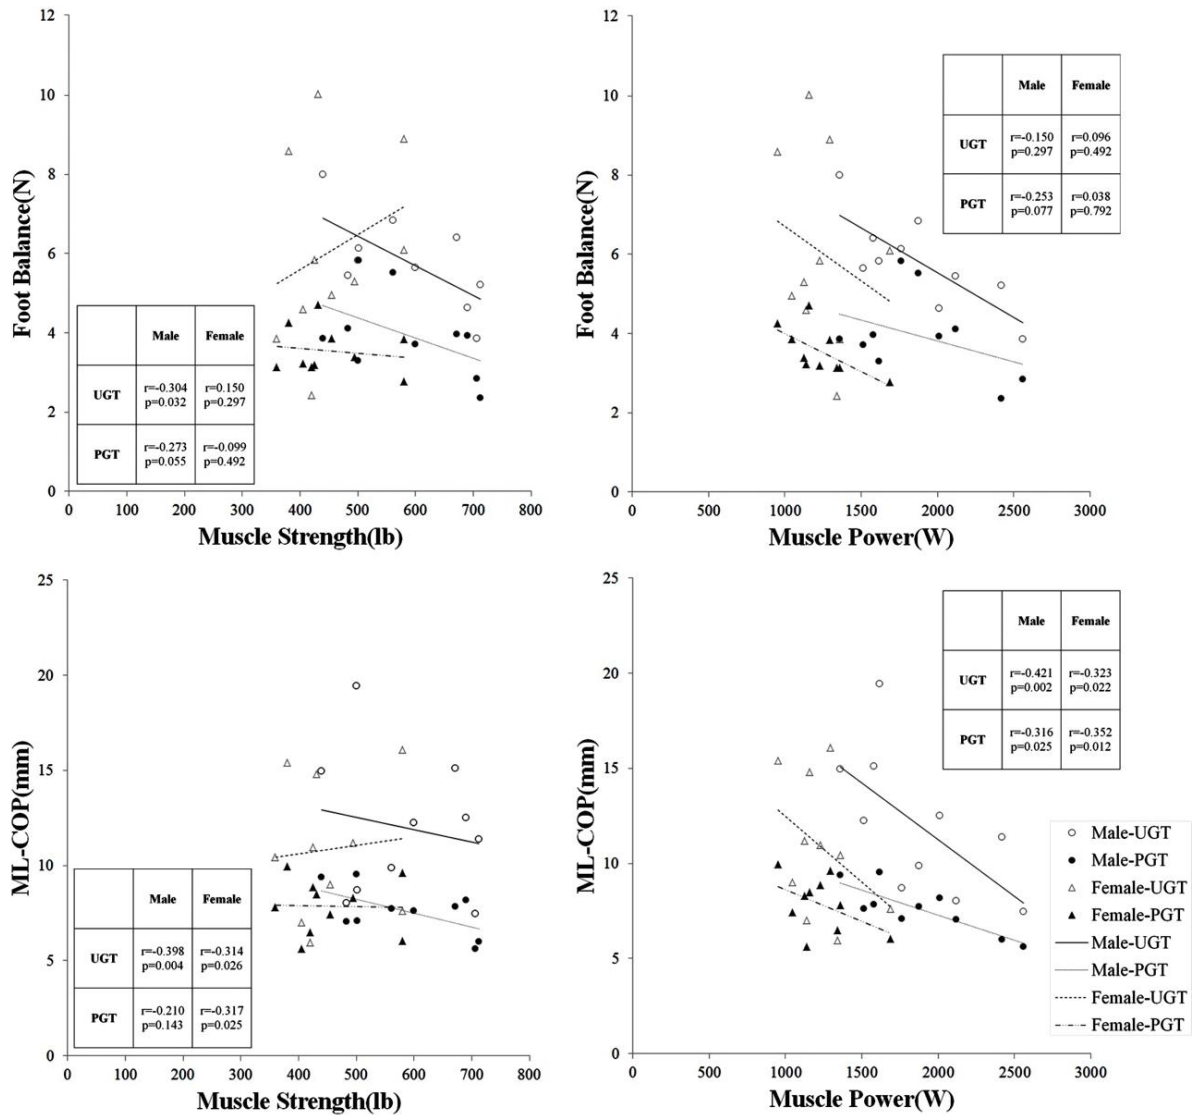 12
10
8
6
4
2
0
Foot Balance(N)
0 100 200 300 400 500 600 700 800
Muscle Strength(lb)
Male Female
UGT r=-0.304 r=0.150
p=0.032 p=0.297
PGT r=-0.273 r=-0.099
p=0.055 p=0.492
12
10
8
6
4
2
0
Foot Balance(N)
0 500 1000 1500 2000 2500 3000
Muscle Power(W)
Male Female
UGT r=-0.150 r=0.096
p=0.297 p=0.492
PGT r=-0.253 r=0.038
p=0.077 p=0.792
25
20
15
10
5
0
ML-COP(mm)
0 100 200 300 400 500 600 700 800
Muscle Strength(lb)
Male Female
UGT r=-0.398 r=-0.314
p=0.004 p=0.026
PGT r=-0.210 r=-0.317
p=0.143 p=0.025
25
20
15
10
5
0
ML-COP(mm)
0 500 1000 1500 2000 2500 3000
Muscle Power(W)
Male Female
UGT r=-0.421 r=-0.323
p=0.002 p=0.022
PGT r=-0.316 r=-0.352
p=0.025 p=0.012
Male-UGT
Male-PGT
Female-UGT
Female-PGT
Male-UGT
Male-PGT
Female-UGT
Female-PGT